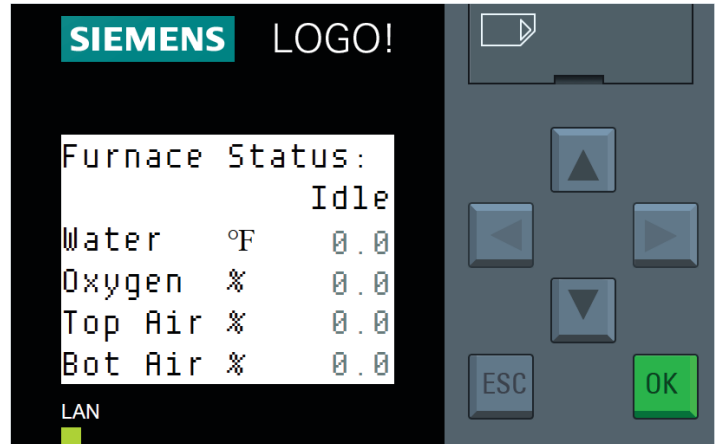 SIEMENS LOGO!
Furnace Status:
Idle
Water °F 0.0
Oxygen % 0.0
Top Air % 0.0
Bot Air % 0.0
ESC OK
LAN